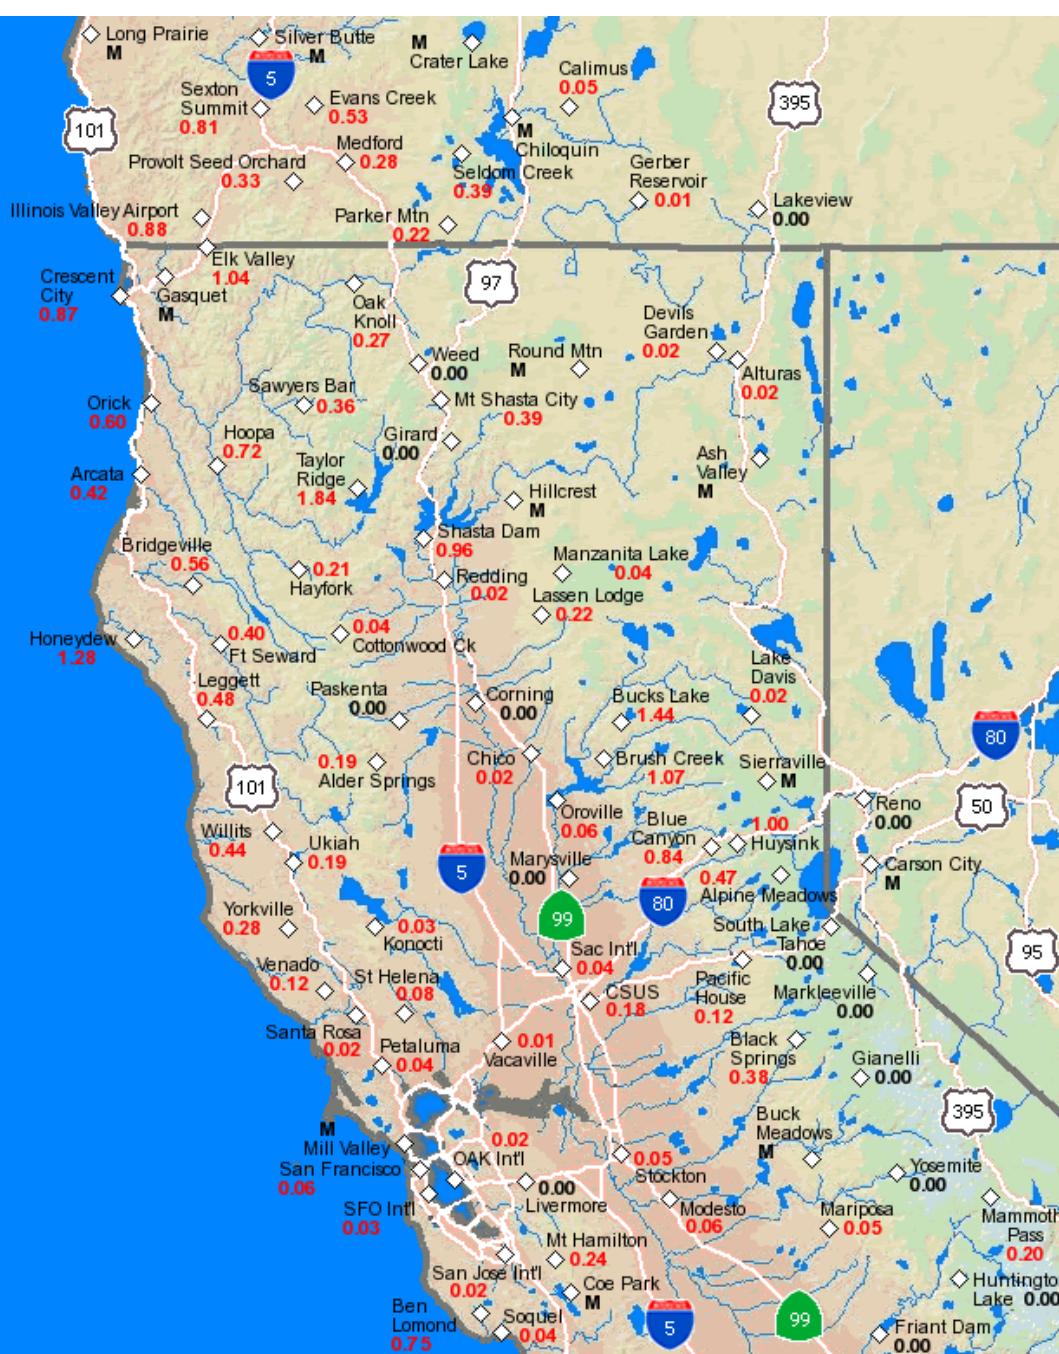 Long Prairie
M
Silver Butte
M
M
Crater Lake
5
Calimus
0.05
Sexton
Summit
0.81
Evans Creek
0.53
395
101
M
Chiloquin
Medford
0.28
Provolt Seed Orchard
0.33
Seldom Creek
0.39
Gerber
Reservoir
0.01
Lakeview
0.00
Illinois Valley Airport
0.88
Parker Mtn
0.22
Elk Valley
1.04
Crescent
City
0.87
Gasquet
M
97
Oak
Knoll
0.27
Devils
Garden
0.02
Weed
0.00
Round Mtn
M
Alturas
0.02
Sawyers Bar
0.36
Orick
0.60
Mt Shasta City
0.39
Hoopa
0.72
Girard
0.00
Taylor
Ridge
1.84
Ash
Valley
M
Arcata
0.42
Hillcrest
M
Shasta Dam
0.96
Bridgeville
0.56
0.21
Hayfork
Manzanita Lake
0.04
Redding
0.02
Lassen Lodge
0.22
Honeydew
1.28
0.40
Ft Seward
0.04
Cottonwood Ck
Leggett
0.48
Lake
Davis
0.02
Paskenta
0.00
Corning
0.00
Bucks Lake
1.44
80
Chico
0.02
Brush Creek
1.07
Sierraville
M
0.19
Alder Springs
101
Oroville
0.06
Reno
0.00
50
Willits
0.44
Ukiah
0.19
Blue
Canyon
0.84
1.00
Huysink
5
Marysville
0.00
0.47
Alpine Meadows
Carson City
M
80
99
Yorkville
0.28
0.03
Konocti
South Lake
Tahoe
0.00
95
Sac Int'l
0.04
Venado
0.12
St Helena
0.08
CSUS
0.18
Pacific
House
0.12
Markleeville
0.00
Santa Rosa
0.02
Petaluma
0.04
0.01
Vacaville
Black
Springs
0.38
Gianelli
0.00
395
M
Mill Valley
0.02
OAK Int'l
Buck
Meadows
M
San Francisco
0.06
0.05
Stockton
Yosemite
0.00
0.00
Livermore
SFO Int'l
0.03
Modesto
0.06
Mariposa
0.05
Mammoth
Pass
0.20
Mt Hamilton
0.24
San Jose Int'l
0.02
Coe Park
M
Huntingto
Lake 0.00
Ben
Lomond
0.75
Soquel
0.04
5
99
Friant Dam
0.00